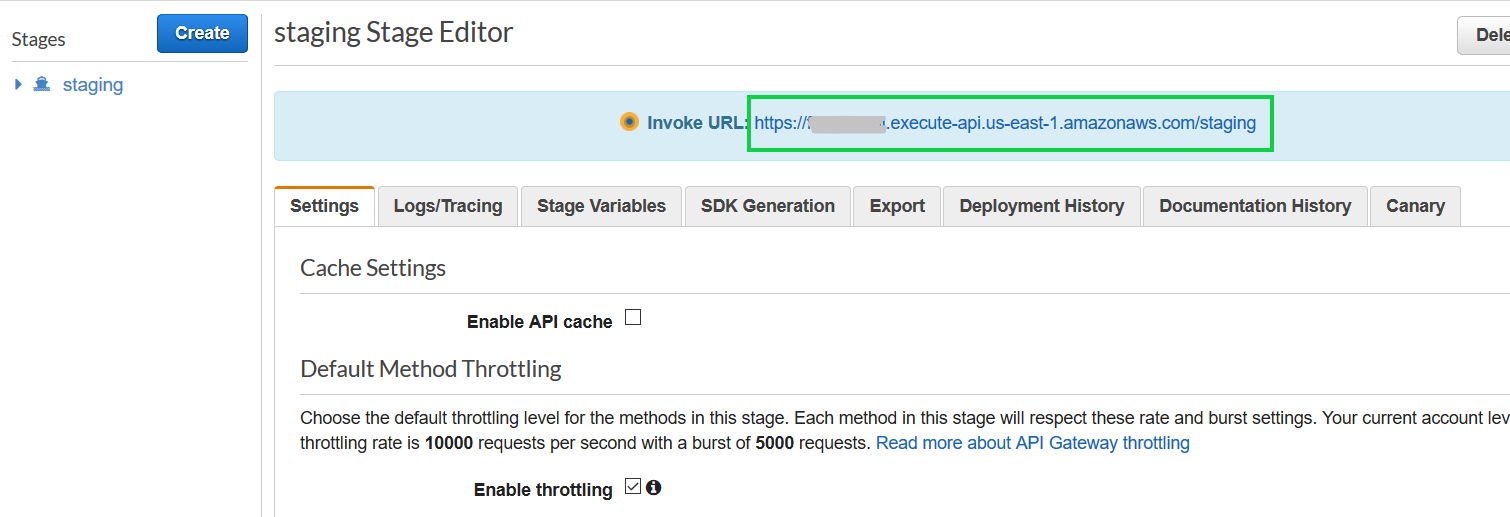 Stages
Create
staging
staging Stage Editor
Dele
Invoke URL: https:// .execute-api.us-east-1.amazonaws.com/staging
Settings Logs/Tracing Stage Variables SDK Generation Export Deployment History Documentation History Canary
Cache Settings
Enable API cache
Default Method Throttling
Choose the default throttling level for the methods in this stage. Each method in this stage will respect these rate and burst settings. Your current account lev
throttling rate is 10000 requests per second with a burst of 5000 requests. Read more about API Gateway throttling
Enable throttling